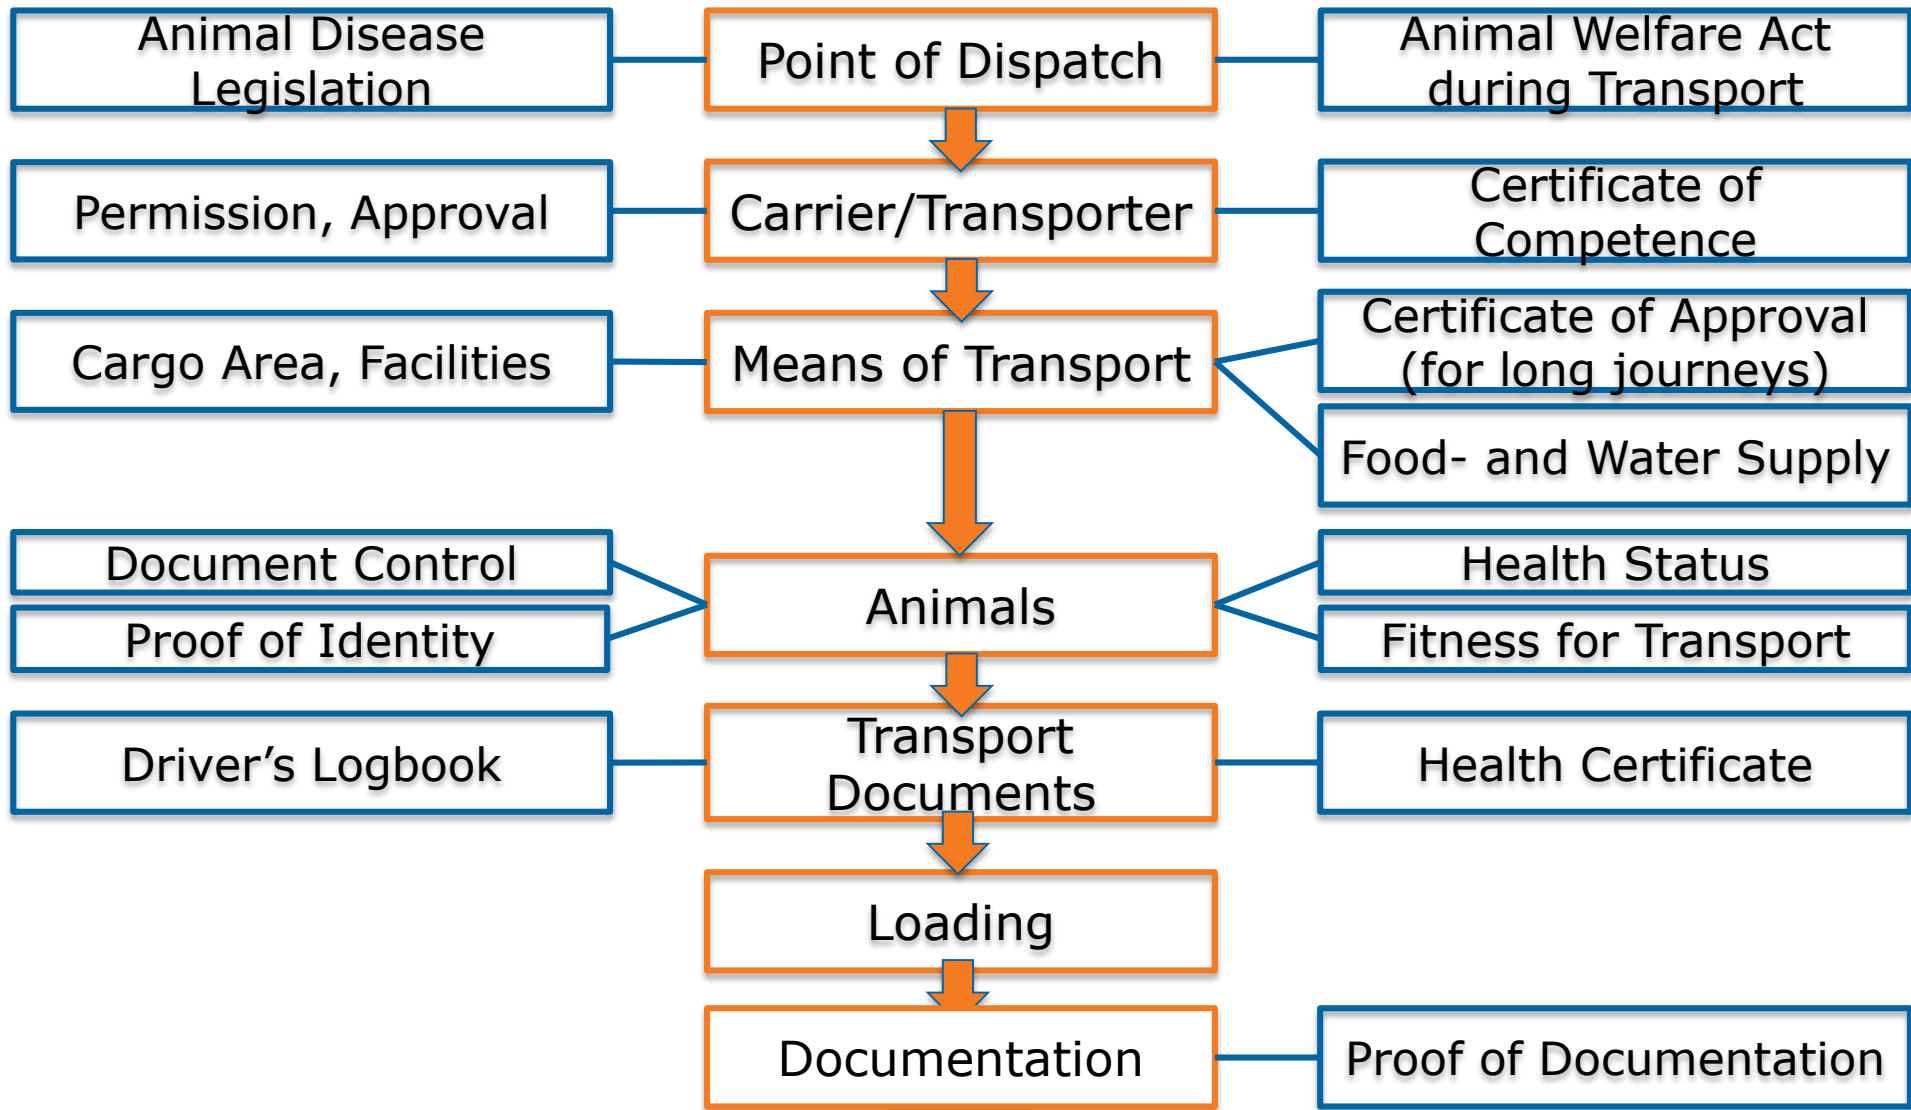 Animal Disease
Legislation
Point of Dispatch
Animal Welfare Act
during Transport
Permission, Approval
Carrier/Transporter
Certificate of
Competence
Cargo Area, Facilities
Means of Transport
Certificate of Approval
(for long journeys)
Food- and Water Supply
Document Control
Proof of Identity
Animals
Health Status
Fitness for Transport
Driver’s Logbook
Transport
Documents
Health Certificate
Loading
Documentation
Proof of Documentation